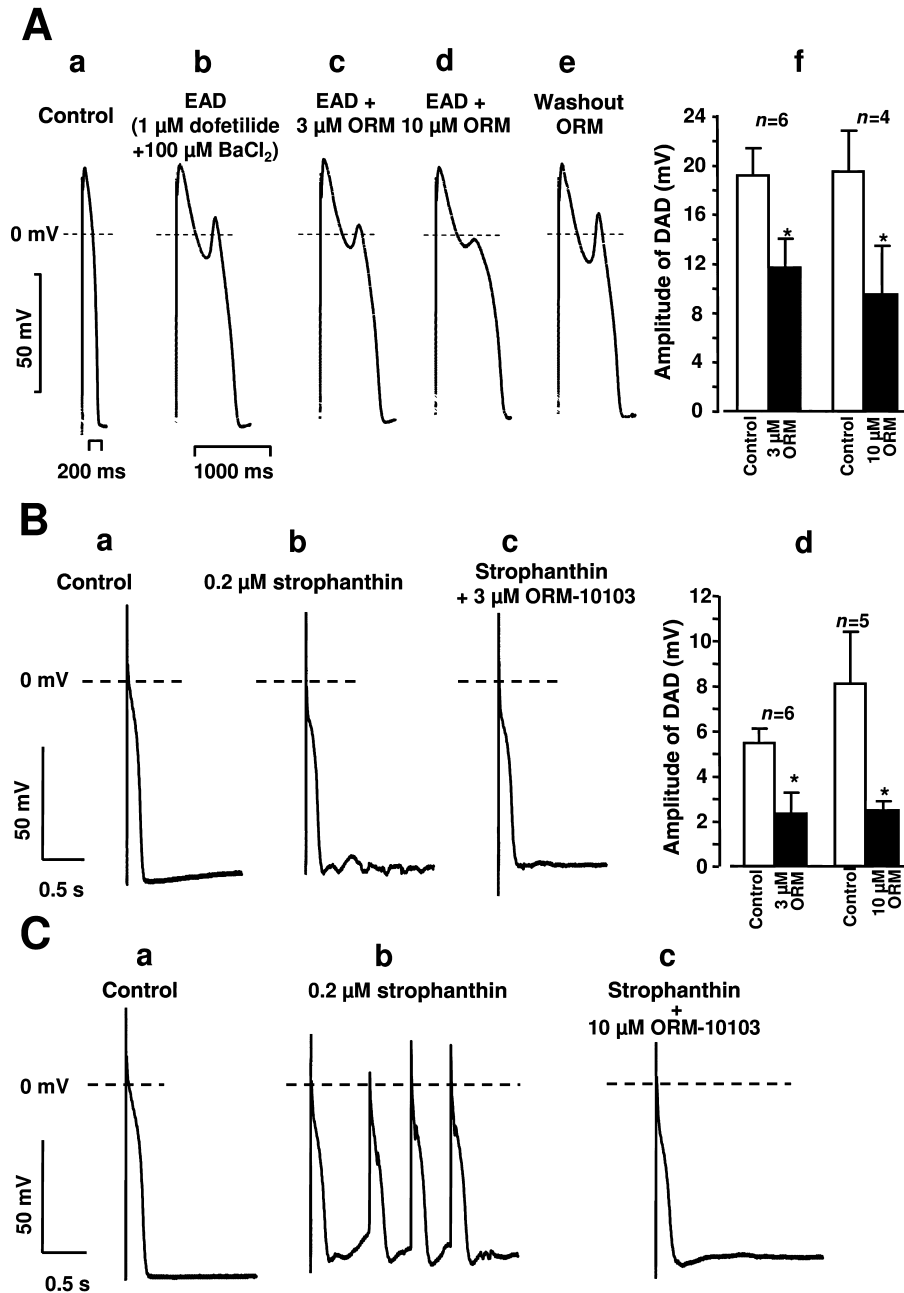 A
a
b
c
d
e
f
Control
EAD
(1 µM dofetilide
+100 µM BaCl2)
EAD +
3 µM ORM
EAD +
10 µM ORM
Washout
ORM
0 mV
50 mV
200 ms
1000 ms
Amplitude of DAD (mV)
24
20
16
12
8
4
0
n=6
n=4
*
*
Control
3 µM
ORM
Control
10 µM
ORM
B
a
b
c
d
Control
0.2 µM strophanthin
Strophanthin
+ 3 µM ORM-10103
0 mV
50 mV
0.5 s
Amplitude of DAD (mV)
12
10
8
6
4
2
0
n=6
n=5
*
*
Control
3 µM
ORM
Control
10 µM
ORM
C
a
b
c
Control
0.2 µM strophanthin
Strophanthin
+
10 µM ORM-10103
0 mV
50 mV
0.5 s